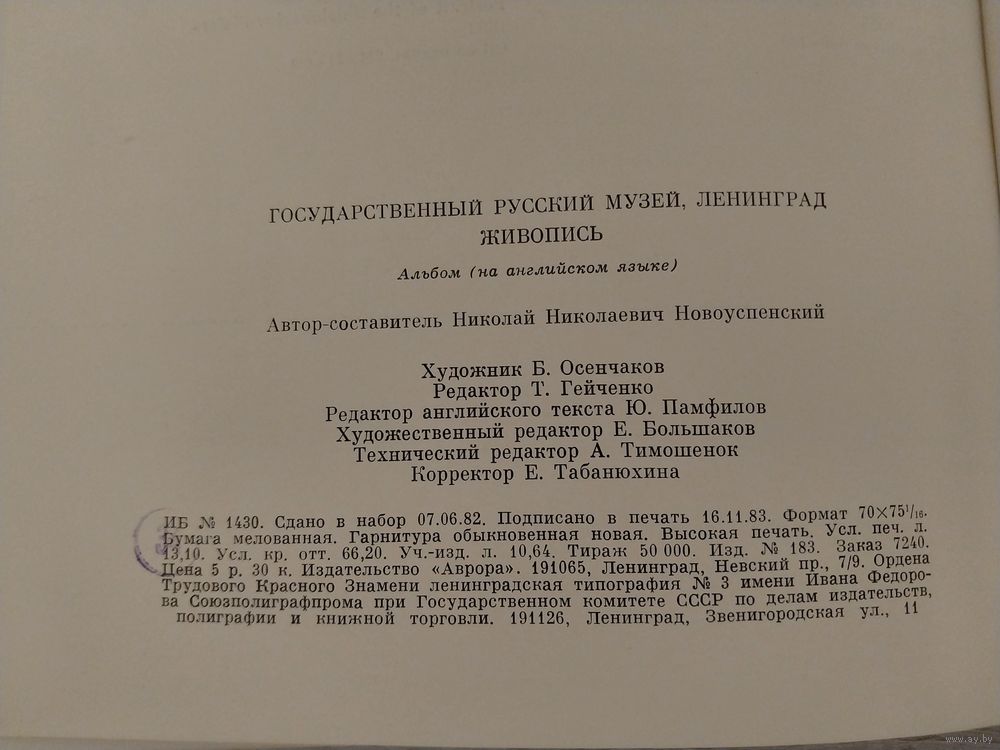 ГОСУДАРСТВЕННЫЙ РУССКИЙ МУЗЕЙ, ЛЕНИНГРАД
ЖИВОПИСЬ
Альбом (на английском языке)
Автор-составитель Николай Николаевич Новоуспенский
Художник Б. Осенчаков
Редактор Т. Гейченко
Редактор английского текста Ю. Памфилов
Художественный редактор Е. Большаков
Технический редактор А. Тимошенок
Корректор Е. Табанюхина
ИБ № 1430. Сдано в набор 07.06.82. Подписано в печать 16.11.83. Формат 70×75¹/₁₆.
Бумага мелованная. Гарнитура обыкновенная новая. Высокая печать. Усл. печ. л.
13,10. Усл. кр. отт. 66,20. Уч.-изд. л. 10,64. Тираж 50 000. Изд. № 183. Заказ 7240.
Цена 5 р. 30 к. Издательство «Аврора». 191065, Ленинград, Невский пр., 7/9. Ордена
Трудового Красного Знамени ленинградская типография № 3 имени Ивана Федоро-
ва Союзполиграфпрома при Государственном комитете СССР по делам издательств,
полиграфии и книжной торговли. 191126, Ленинград, Звенигородская ул., 11
www.ay.by